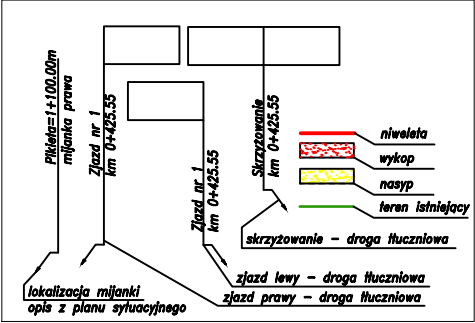 Pikieta=1+100.00m
mijanka prawa
Zjazd nr 1
km 0+425.55
Zjazd nr 1
km 0+425.55
Skrzyżowanie
km 0+425.55
niweleta
wykop
nasyp
teren istniejący
skrzyżowanie – droga tłuczniowa
zjazd lewy – droga tłuczniowa
zjazd prawy – droga tłuczniowa
lokalizacja mijanki
opis z planu sytuacyjnego